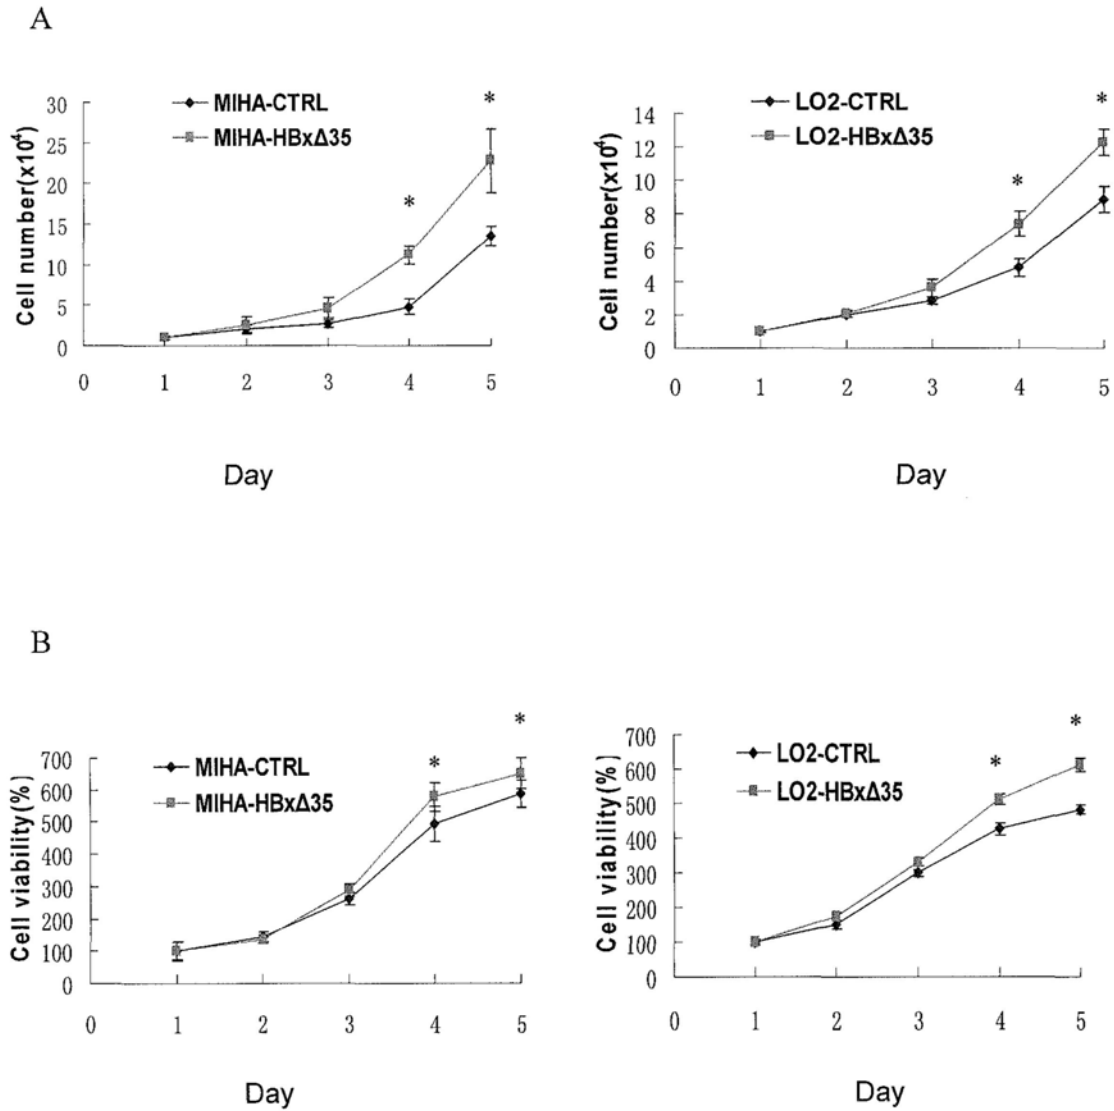 A
MIHA-CTRL
MIHA-HBxΔ35
*
*
Cell number(x10⁴)
30
25
20
15
10
5
0
0 1 2 3 4 5
Day
LO2-CTRL
LO2-HBxΔ35
*
*
Cell number(x10⁴)
14
12
10
8
6
4
2
0
0 1 2 3 4 5
Day
B
MIHA-CTRL
MIHA-HBxΔ35
*
*
Cell viability(%)
700
600
500
400
300
200
100
0
0 1 2 3 4 5
Day
LO2-CTRL
LO2-HBxΔ35
*
*
Cell viability(%)
700
600
500
400
300
200
100
0
0 1 2 3 4 5
Day